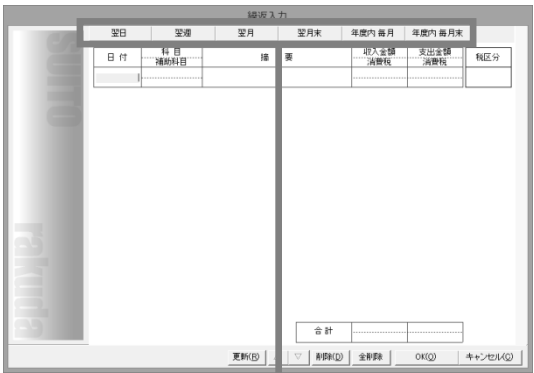 繰返入力
翌日 翌週 翌月 翌月末 年度内 毎月 年度内 毎月末
日 付 科 目 摘 要 収入金額 支出金額 税区分
補助科目 消費税 消費税
SUITO
rakuda
合 計
更新(R) ▽ 削除(D) 全削除 OK(O) キャンセル(C)